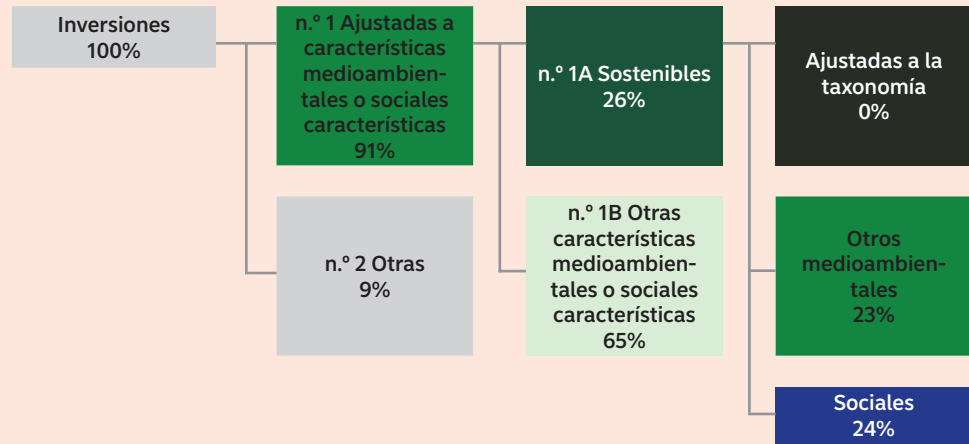 Inversiones
100%
n.º 1 Ajustadas a
características
medioambien-
tales o sociales
características
91%
n.º 1A Sostenibles
26%
Ajustadas a la
taxonomía
0%
n.º 2 Otras
9%
n.º 1B Otras
características
medioambien-
tales o sociales
características
65%
Otros
medioambien-
tales
23%
Sociales
24%